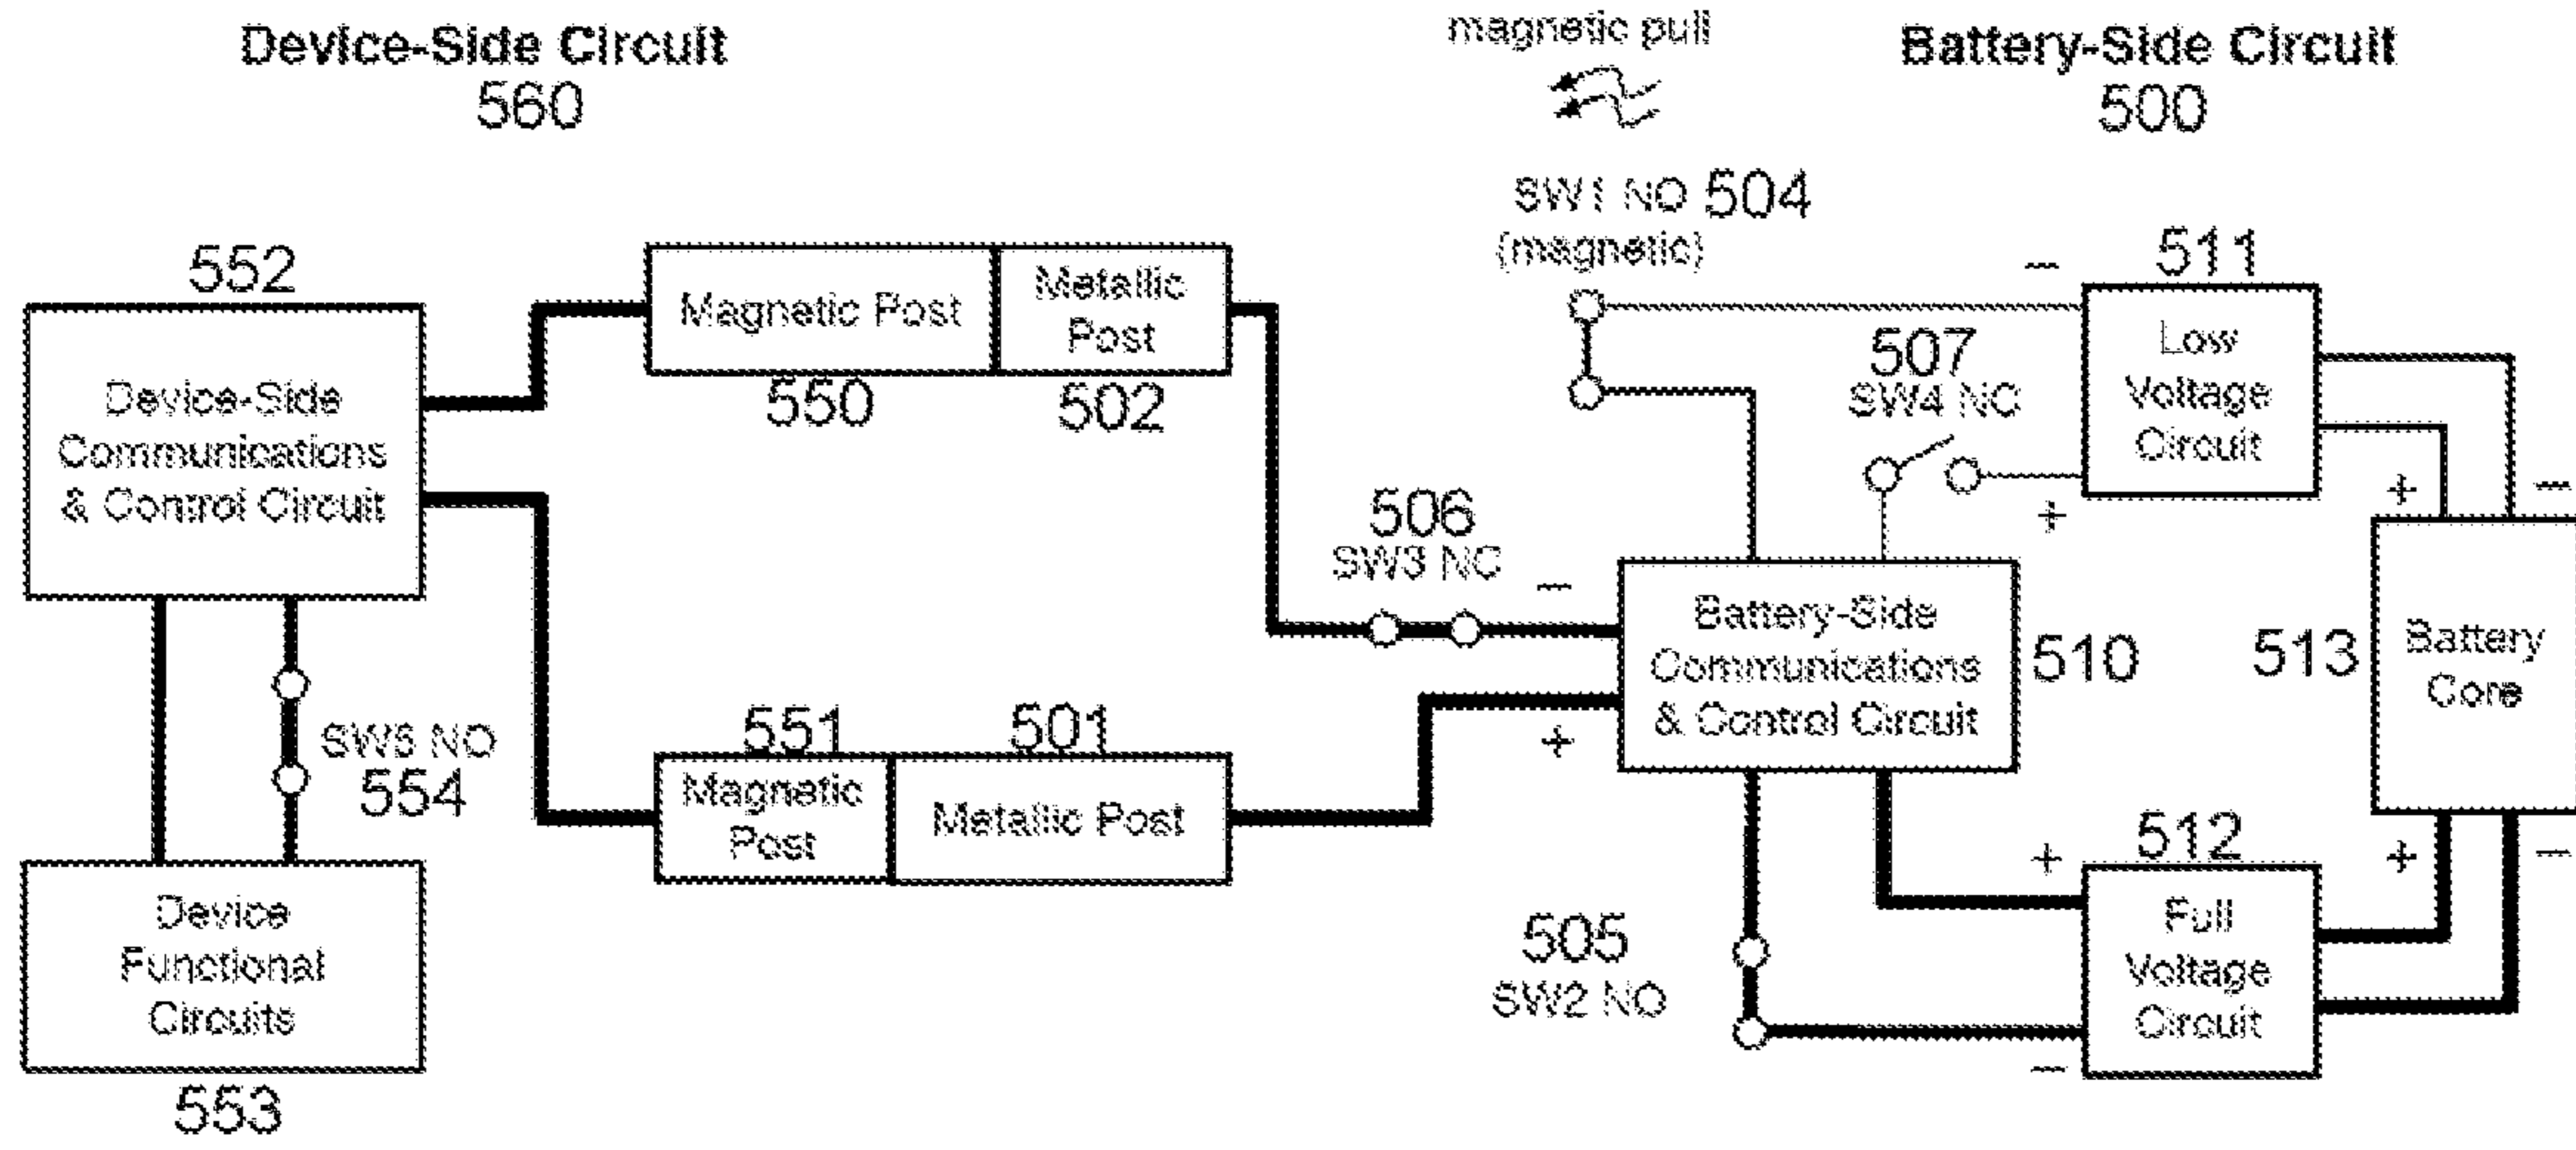 Device-Side Circuit
560
magnetic pull
Battery-Side Circuit
500
SW1 NO 504
(magnetic)
552
Device-Side
Communications
& Control Circuit
Magnetic Post
550
Metallic
Post
502
−
511
Low
Voltage
Circuit
507
SW4 NC
+
+
−
506
SW3 NC
−
Battery-Side
Communications
& Control Circuit
510
+
513
Battery
Core
SW5 NO
554
551
Magnetic
Post
501
Metallic Post
505
SW2 NO
+
512
Full
Voltage
Circuit
−
+
−
Device
Functional
Circuits
553